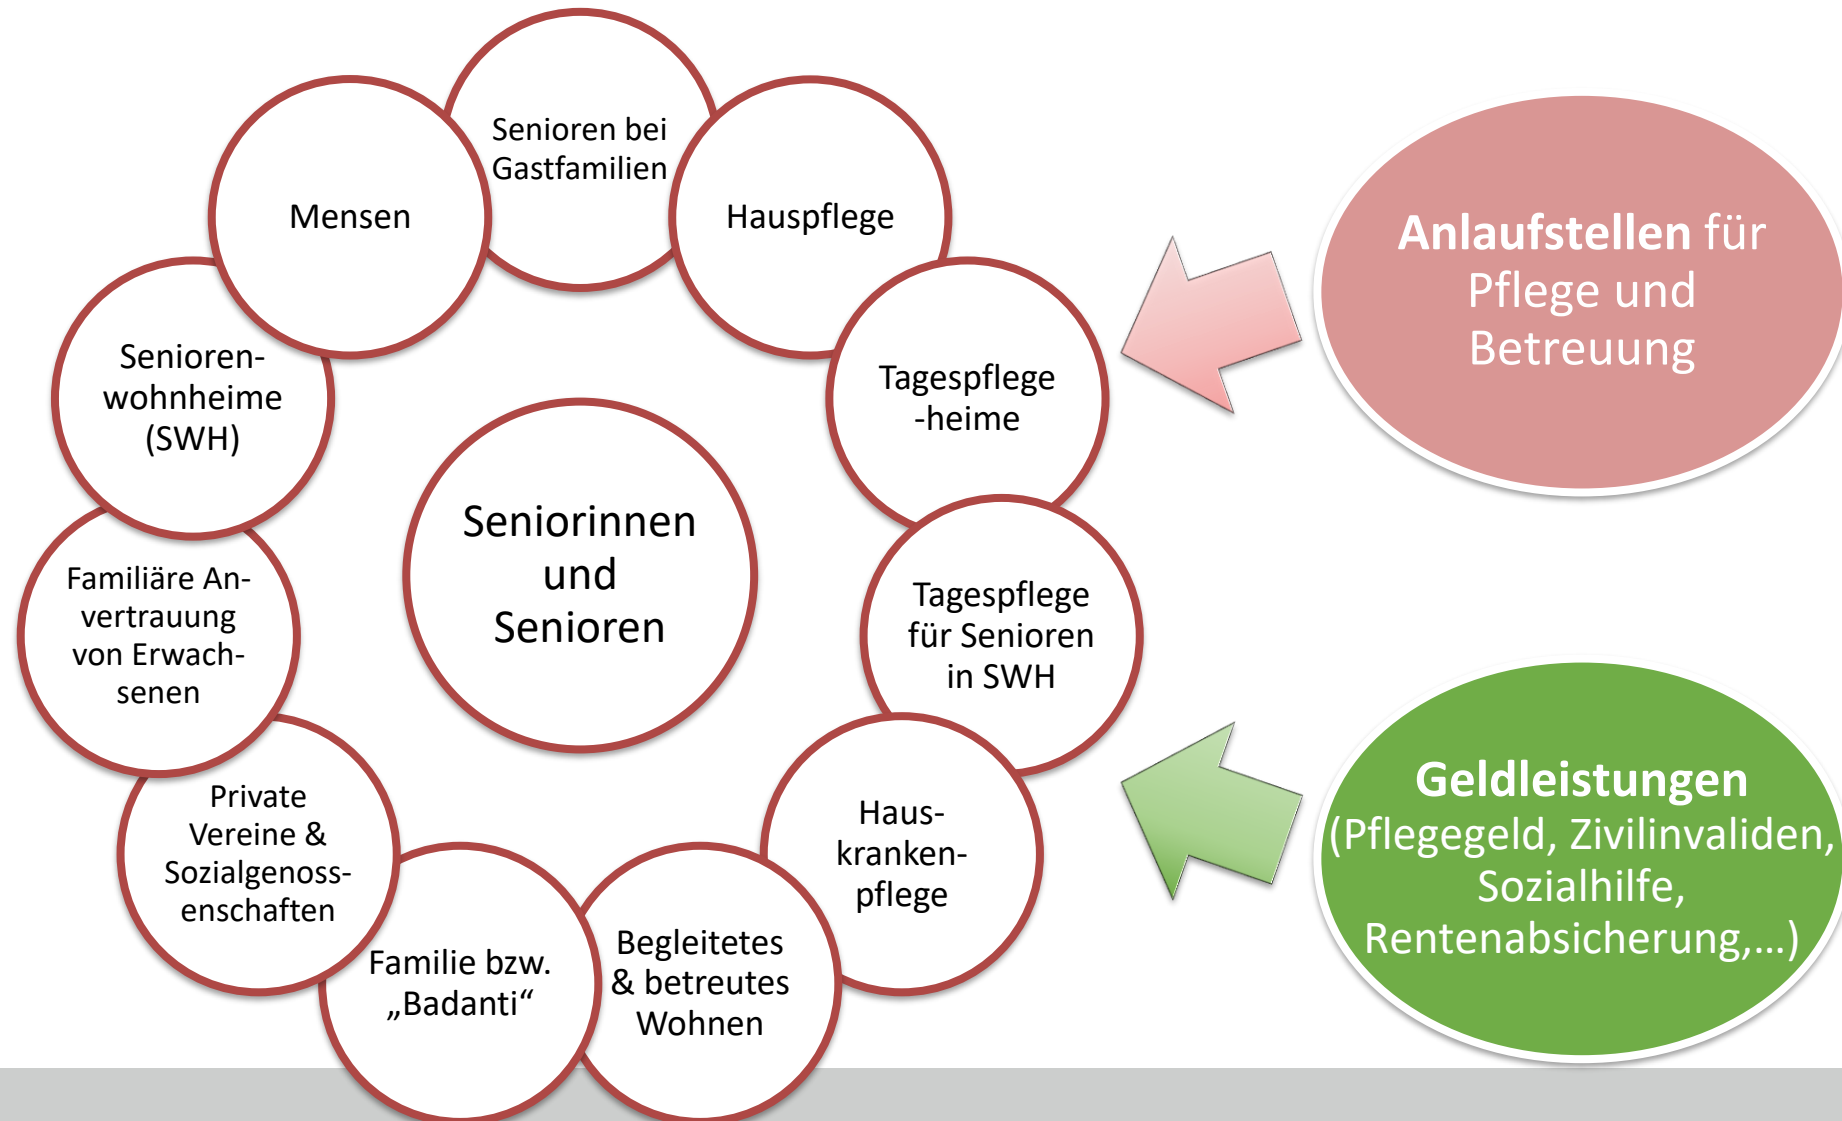 Senioren bei
Gastfamilien
Hauspflege
Tagespflege
-heime
Tagespflege
für Senioren
in SWH
Haus-
kranken-
pflege
Begleitetes
& betreutes
Wohnen
Familie bzw.
„Badanti“
Private
Vereine &
Sozialgenoss-
enschaften
Familiäre An-
vertrauung
von Erwach-
senen
Senioren-
wohnheime
(SWH)
Mensen
Seniorinnen
und
Senioren
Anlaufstellen für
Pflege und
Betreuung
Geldleistungen
(Pflegegeld, Zivilinvaliden,
Sozialhilfe,
Rentenabsicherung,...)